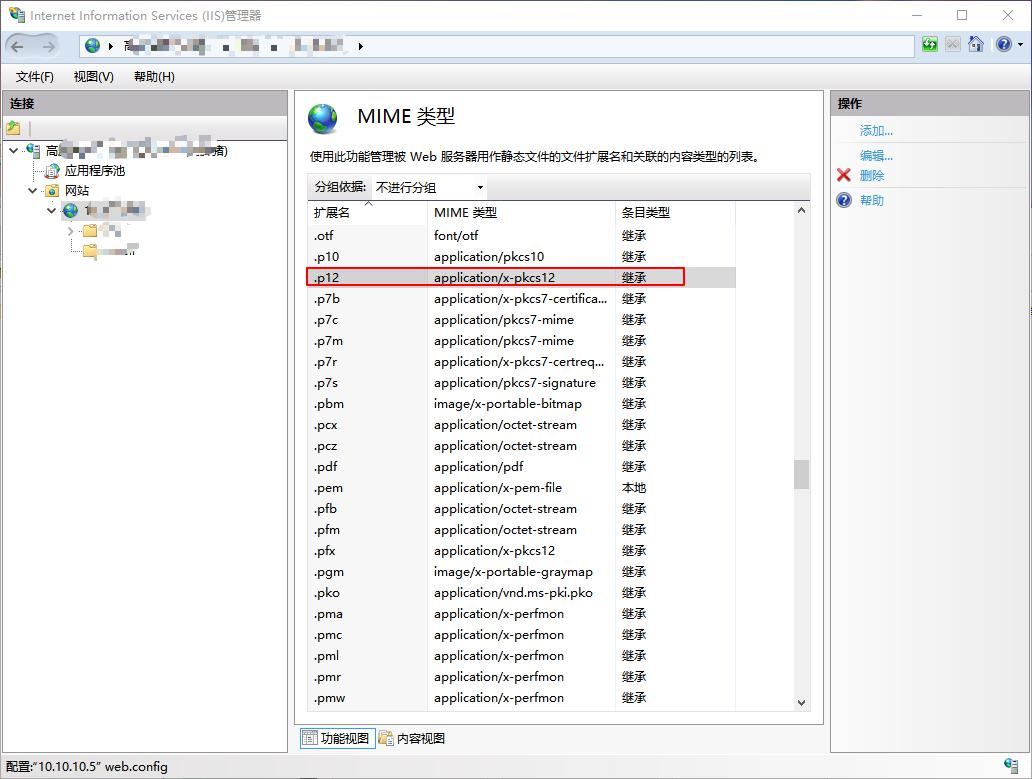 Internet Information Services (IIS)管理器
文件(F) 视图(V) 帮助(H)
连接
应用程序池
网站
MIME 类型
使用此功能管理被 Web 服务器用作静态文件的文件扩展名和关联的内容类型的列表。
分组依据: 不进行分组
扩展名 MIME 类型 条目类型
.otf font/otf 继承
.p10 application/pkcs10 继承
.p12 application/x-pkcs12 继承
.p7b application/x-pkcs7-certifica... 继承
.p7c application/pkcs7-mime 继承
.p7m application/pkcs7-mime 继承
.p7r application/x-pkcs7-certreq... 继承
.p7s application/pkcs7-signature 继承
.pbm image/x-portable-bitmap 继承
.pcx application/octet-stream 继承
.pcz application/octet-stream 继承
.pdf application/pdf 继承
.pem application/x-pem-file 本地
.pfb application/octet-stream 继承
.pfm application/octet-stream 继承
.pfx application/x-pkcs12 继承
.pgm image/x-portable-graymap 继承
.pko application/vnd.ms-pki.pko 继承
.pma application/x-perfmon 继承
.pmc application/x-perfmon 继承
.pml application/x-perfmon 继承
.pmr application/x-perfmon 继承
.pmw application/x-perfmon 继承
功能视图 内容视图
操作
添加...
编辑...
删除
帮助
配置:“10.10.10.5” web.config